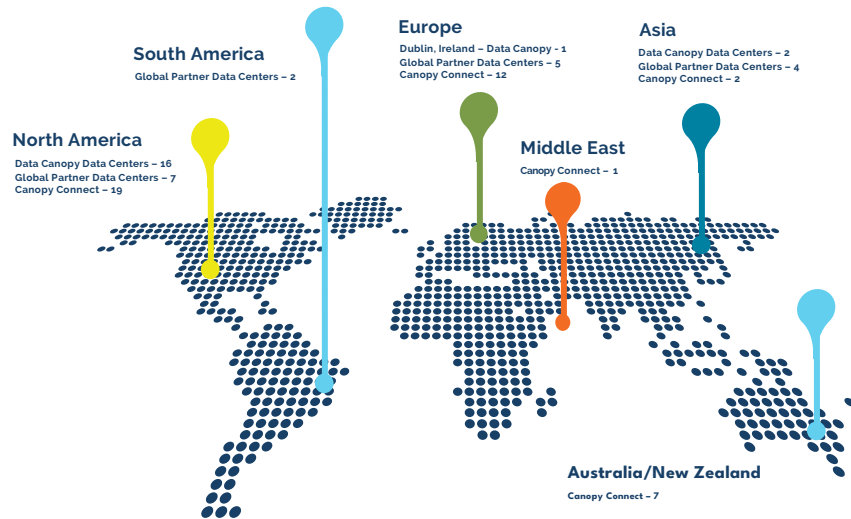 South America
Global Partner Data Centers – 2
Europe
Dublin, Ireland – Data Canopy - 1
Global Partner Data Centers – 5
Canopy Connect – 12
Asia
Data Canopy Data Centers – 2
Global Partner Data Centers – 4
Canopy Connect – 2
North America
Data Canopy Data Centers – 16
Global Partner Data Centers – 7
Canopy Connect – 19
Middle East
Canopy Connect – 1
Australia/New Zealand
Canopy Connect – 7